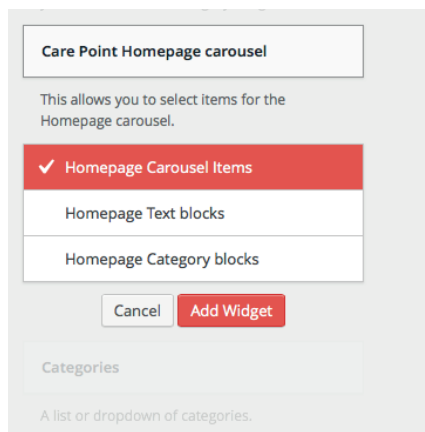 Care Point Homepage carousel
This allows you to select items for the
Homepage carousel.
Homepage Carousel Items
Homepage Text blocks
Homepage Category blocks
Cancel
Add Widget
Categories
A list or dropdown of categories.